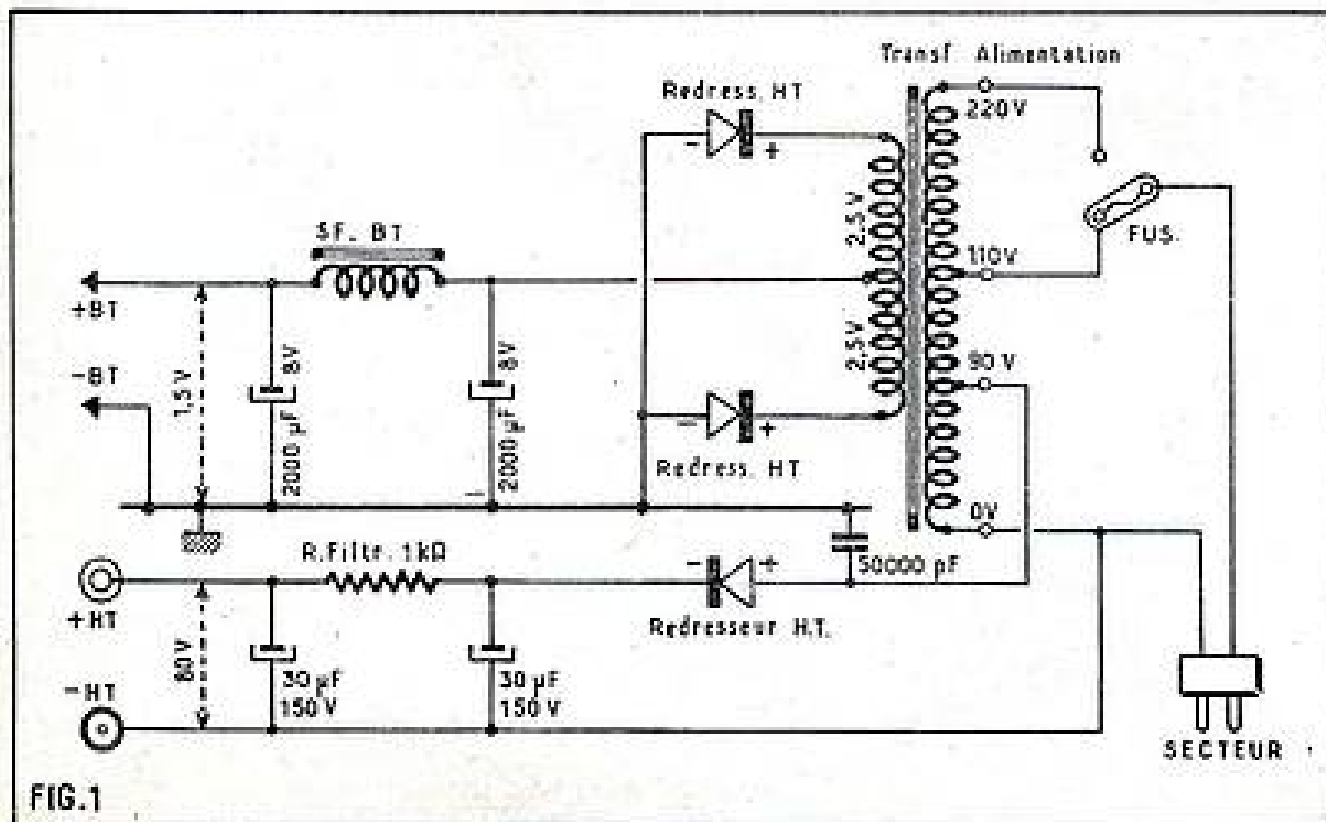 Transf. Alimentation
Redress. HT
220V
- +
2,5V
SF. BT
FUS.
110V
+BT
8V
8V
2,5V
90V
-BT
1,5V
2000 µF
2000 µF
- +
Redress. HT
0V
R.Filtr. 1kΩ
- +
50000 pF
+HT
Redresseur H.T.
80V
-HT
30 µF
150 V
30 µF
150 V
SECTEUR
FIG.1